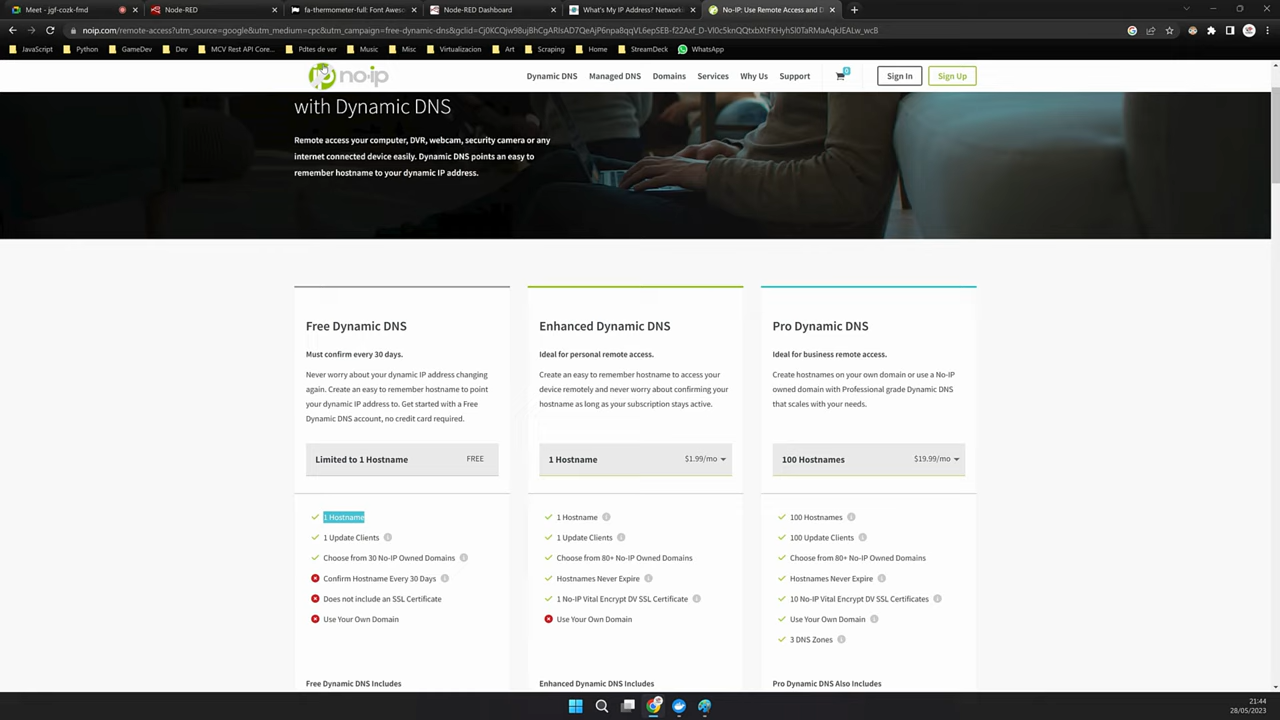 Meet - jgf-cozk-fmd
Node-RED
fa-thermometer-full: Font Aweso
Node-RED Dashboard
What's My IP Address? Network
No-IP: Use Remote Access and D
noip.com/remote-access?utm_source=google&utm_medium=cpc&utm_campaign=free-dynamic-dns&gclid=
JavaScript
Python
GameDev
Dev
MCV Rest API Core...
Pdtes de ver
Music
Misc
Virtualizacion
Art
Scraping
Home
StreamDeck
WhatsApp
no-ip
Dynamic DNS
Managed DNS
Domains
Services
Why Us
Support
0
Sign In
Sign Up
with Dynamic DNS
Remote access your computer, DVR, webcam, security camera or any
internet connected device easily. Dynamic DNS points an easy to
remember hostname to your dynamic IP address.
Free Dynamic DNS
Must confirm every 30 days.
Never worry about your dynamic IP address changing
again. Create an easy to remember hostname to point
your dynamic IP address to. Get started with a Free
Dynamic DNS account, no credit card required.
Limited to 1 Hostname FREE
1 Hostname
1 Update Clients
Choose from 30 No-IP Owned Domains
Confirm Hostname Every 30 Days
Does not include an SSL Certificate
Use Your Own Domain
Free Dynamic DNS Includes
Enhanced Dynamic DNS
Ideal for personal remote access.
Create an easy to remember hostname to access your
device remotely and never worry about confirming your
hostname as long as your subscription stays active.
1 Hostname $1.99/mo
1 Hostname
1 Update Clients
Choose from 80+ No-IP Owned Domains
Hostnames Never Expire
1 No-IP Vital Encrypt DV SSL Certificate
Use Your Own Domain
Enhanced Dynamic DNS Includes
Pro Dynamic DNS
Ideal for business remote access.
Create hostnames on your own domain or use a No-IP
owned domain with Professional grade Dynamic DNS
that scales with your needs.
100 Hostnames $19.99/mo
100 Hostnames
100 Update Clients
Choose from 80+ No-IP Owned Domains
Hostnames Never Expire
10 No-IP Vital Encrypt DV SSL Certificates
Use Your Own Domain
3 DNS Zones
Pro Dynamic DNS Also Includes
21:44
28/05/2023